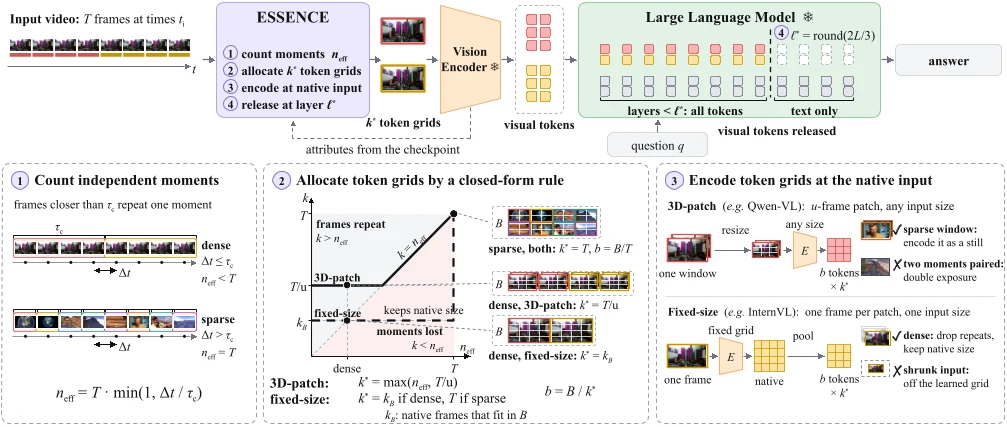 Input video: T frames at times tᵢ
t
ESSENCE
1 count moments n_eff
2 allocate k* token grids
3 encode at native input
4 release at layer ℓ*
k* token grids
attributes from the checkpoint
Vision
Encoder ❄
visual tokens
Large Language Model ❄
4 ℓ* = round(2L/3)
layers < ℓ*: all tokens
text only
visual tokens released
question q
answer
1 Count independent moments
frames closer than τ_c repeat one moment
τ_c
dense
Δt ≤ τ_c
n_eff < T
Δt
sparse
Δt > τ_c
n_eff = T
Δt
n_eff = T · min(1, Δt / τ_c)
2 Allocate token grids by a closed-form rule
k
T
frames repeat
k > n_eff
k = n_eff
3D-patch
T/u
fixed-size
keeps native size
k_B
moments lost
k < n_eff
n_eff
dense
T
B
sparse, both: k* = T, b = B/T
B
dense, 3D-patch: k* = T/u
B
dense, fixed-size: k* = k_B
3D-patch: k* = max(n_eff, T/u)
fixed-size: k* = k_B if dense, T if sparse
b = B / k*
k_B: native frames that fit in B
3 Encode token grids at the native input
3D-patch (e.g. Qwen-VL): u-frame patch, any input size
resize
any size
E
one window
b tokens
× k*
✓ sparse window:
encode it as a still
✗ two moments paired:
double exposure
Fixed-size (e.g. InternVL): one frame per patch, one input size
fixed grid
pool
E
one frame
native
b tokens
× k*
✓ dense: drop repeats,
keep native size
✗ shrunk input:
off the learned grid